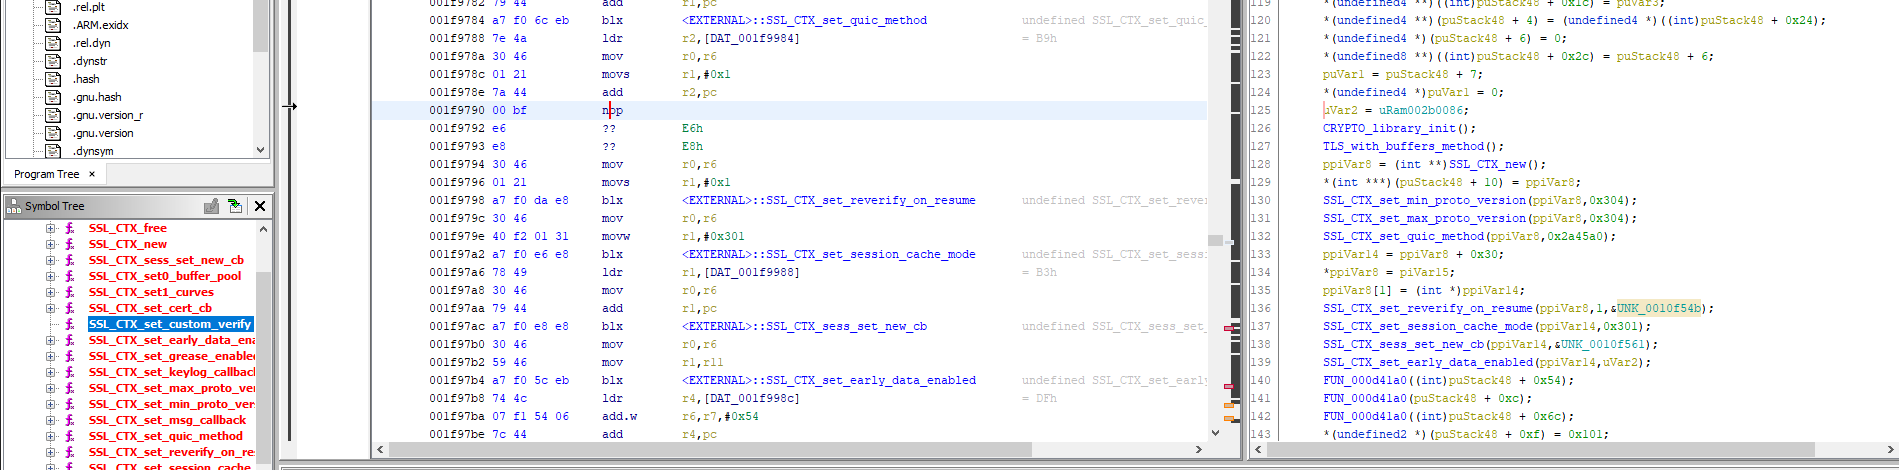 .rel.plt
.ARM.exidx
.rel.dyn
.dynstr
.hash
.gnu.hash
.gnu.version_r
.gnu.version
.dynsym
Program Tree ×
Symbol Tree
SSL_CTX_free
SSL_CTX_new
SSL_CTX_sess_set_new_cb
SSL_CTX_set0_buffer_pool
SSL_CTX_set1_curves
SSL_CTX_set_cert_cb
SSL_CTX_set_custom_verify
SSL_CTX_set_early_data_ena
SSL_CTX_set_grease_enabled
SSL_CTX_set_keylog_callbac
SSL_CTX_set_max_proto_ver
SSL_CTX_set_min_proto_ver
SSL_CTX_set_msg_callback
SSL_CTX_set_quic_method
SSL_CTX_set_reverify_on_re
SSL_CTX_set_session_cache
001f9782 79 44 add r1,pc
001f9784 a7 f0 6c eb blx <EXTERNAL>::SSL_CTX_set_quic_method undefined SSL_CTX_set_quic_
001f9788 7e 4a ldr r2,[DAT_001f9984] = B9h
001f978a 30 46 mov r0,r6
001f978c 01 21 movs r1,#0x1
001f978e 7a 44 add r2,pc
001f9790 00 bf nop
001f9792 e6 ?? E6h
001f9793 e8 ?? E8h
001f9794 30 46 mov r0,r6
001f9796 01 21 movs r1,#0x1
001f9798 a7 f0 da e8 blx <EXTERNAL>::SSL_CTX_set_reverify_on_resume undefined SSL_CTX_set_rever
001f979c 30 46 mov r0,r6
001f979e 40 f2 01 31 movw r1,#0x301
001f97a2 a7 f0 e6 e8 blx <EXTERNAL>::SSL_CTX_set_session_cache_mode undefined SSL_CTX_set_sess
001f97a6 78 49 ldr r1,[DAT_001f9988] = B3h
001f97a8 30 46 mov r0,r6
001f97aa 79 44 add r1,pc
001f97ac a7 f0 e8 e8 blx <EXTERNAL>::SSL_CTX_sess_set_new_cb undefined SSL_CTX_sess_set_
001f97b0 30 46 mov r0,r6
001f97b2 59 46 mov r1,r11
001f97b4 a7 f0 5c eb blx <EXTERNAL>::SSL_CTX_set_early_data_enabled undefined SSL_CTX_set_early
001f97b8 74 4c ldr r4,[DAT_001f998c] = DFh
001f97ba 07 f1 54 06 add.w r6,r7,#0x54
001f97be 7c 44 add r4,pc
119 *(undefined4 **)((int)puStack48 + 0x1c) = puVar3;
120 *(undefined4 **)(puStack48 + 4) = (undefined4 *)((int)puStack48 + 0x24);
121 *(undefined4 *)(puStack48 + 6) = 0;
122 *(undefined8 **)((int)puStack48 + 0x2c) = puStack48 + 6;
123 puVar1 = puStack48 + 7;
124 *(undefined4 *)puVar1 = 0;
125 uVar2 = uRam002b0086;
126 CRYPTO_library_init();
127 TLS_with_buffers_method();
128 ppiVar8 = (int **)SSL_CTX_new();
129 *(int ***)(puStack48 + 10) = ppiVar8;
130 SSL_CTX_set_min_proto_version(ppiVar8,0x304);
131 SSL_CTX_set_max_proto_version(ppiVar8,0x304);
132 SSL_CTX_set_quic_method(ppiVar8,0x2a45a0);
133 ppiVar14 = ppiVar8 + 0x30;
134 *ppiVar8 = piVar15;
135 ppiVar8[1] = (int *)ppiVar14;
136 SSL_CTX_set_reverify_on_resume(ppiVar8,1,&UNK_0010f54b);
137 SSL_CTX_set_session_cache_mode(ppiVar14,0x301);
138 SSL_CTX_sess_set_new_cb(ppiVar14,&UNK_0010f561);
139 SSL_CTX_set_early_data_enabled(ppiVar14,uVar2);
140 FUN_000d41a0((int)puStack48 + 0x54);
141 FUN_000d41a0(puStack48 + 0xc);
142 FUN_000d41a0((int)puStack48 + 0x6c);
143 *(undefined2 *)(puStack48 + 0xf) = 0x101;